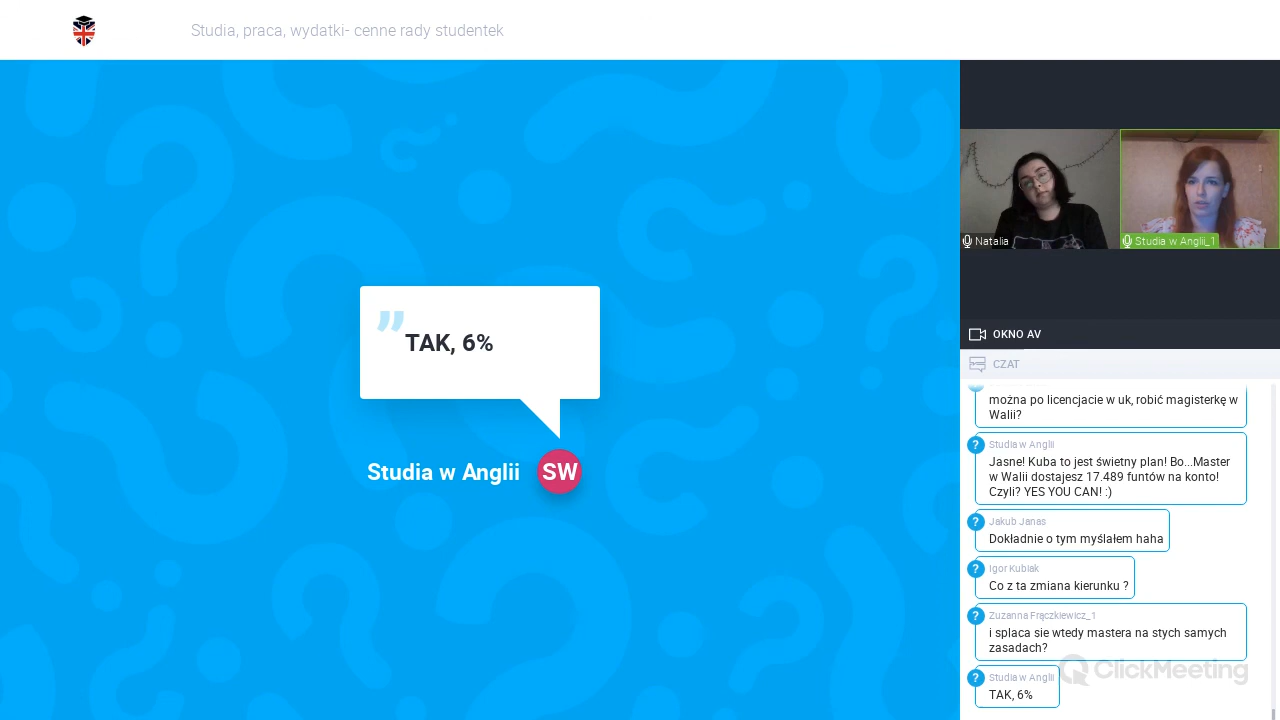 Studia, praca, wydatki- cenne rady studentek
TAK, 6%
Studia w Anglii
SW
Natalia
Studia w Anglii_1
OKNO AV
CZAT
można po licencjacie w uk, robić magisterkę w
Walii?
Studia w Anglii
Jasne! Kuba to jest świetny plan! Bo...Master
w Walii dostajesz 17.489 funtów na konto!
Czyli? YES YOU CAN! :)
Jakub Janas
Dokładnie o tym myślałem haha
Igor Kubiak
Co z ta zmiana kierunku ?
Zuzanna Frączkiewicz_1
i splaca sie wtedy mastera na stych samych
zasadach?
Studia w Anglii
TAK, 6%
ClickMeeting